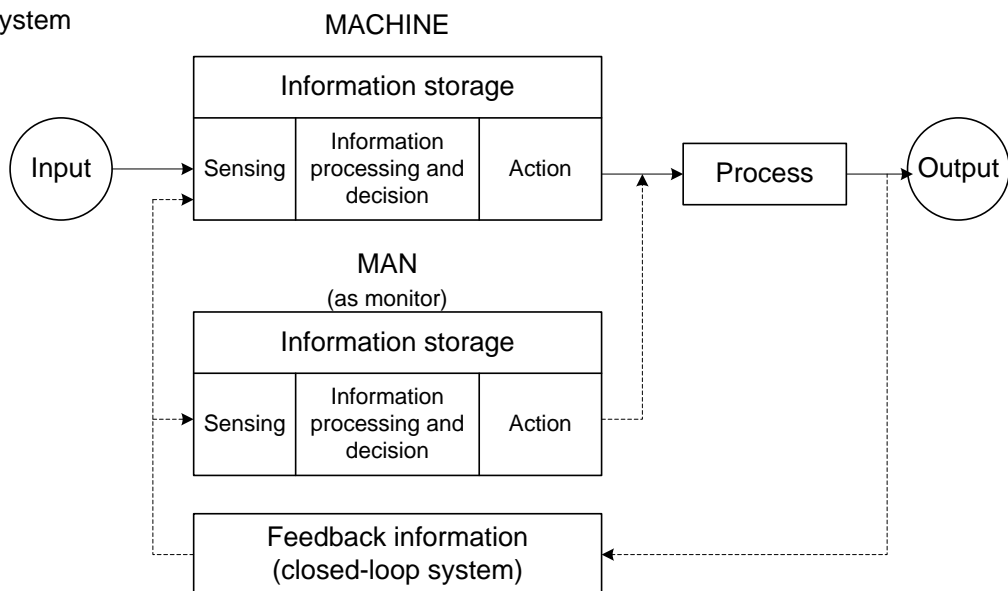 MACHINE
Information storage
Input
Sensing
Information
processing and
decision
Action
Process
Output
MAN
(as monitor)
Information storage
Sensing
Information
processing and
decision
Action
Feedback information
(closed-loop system)